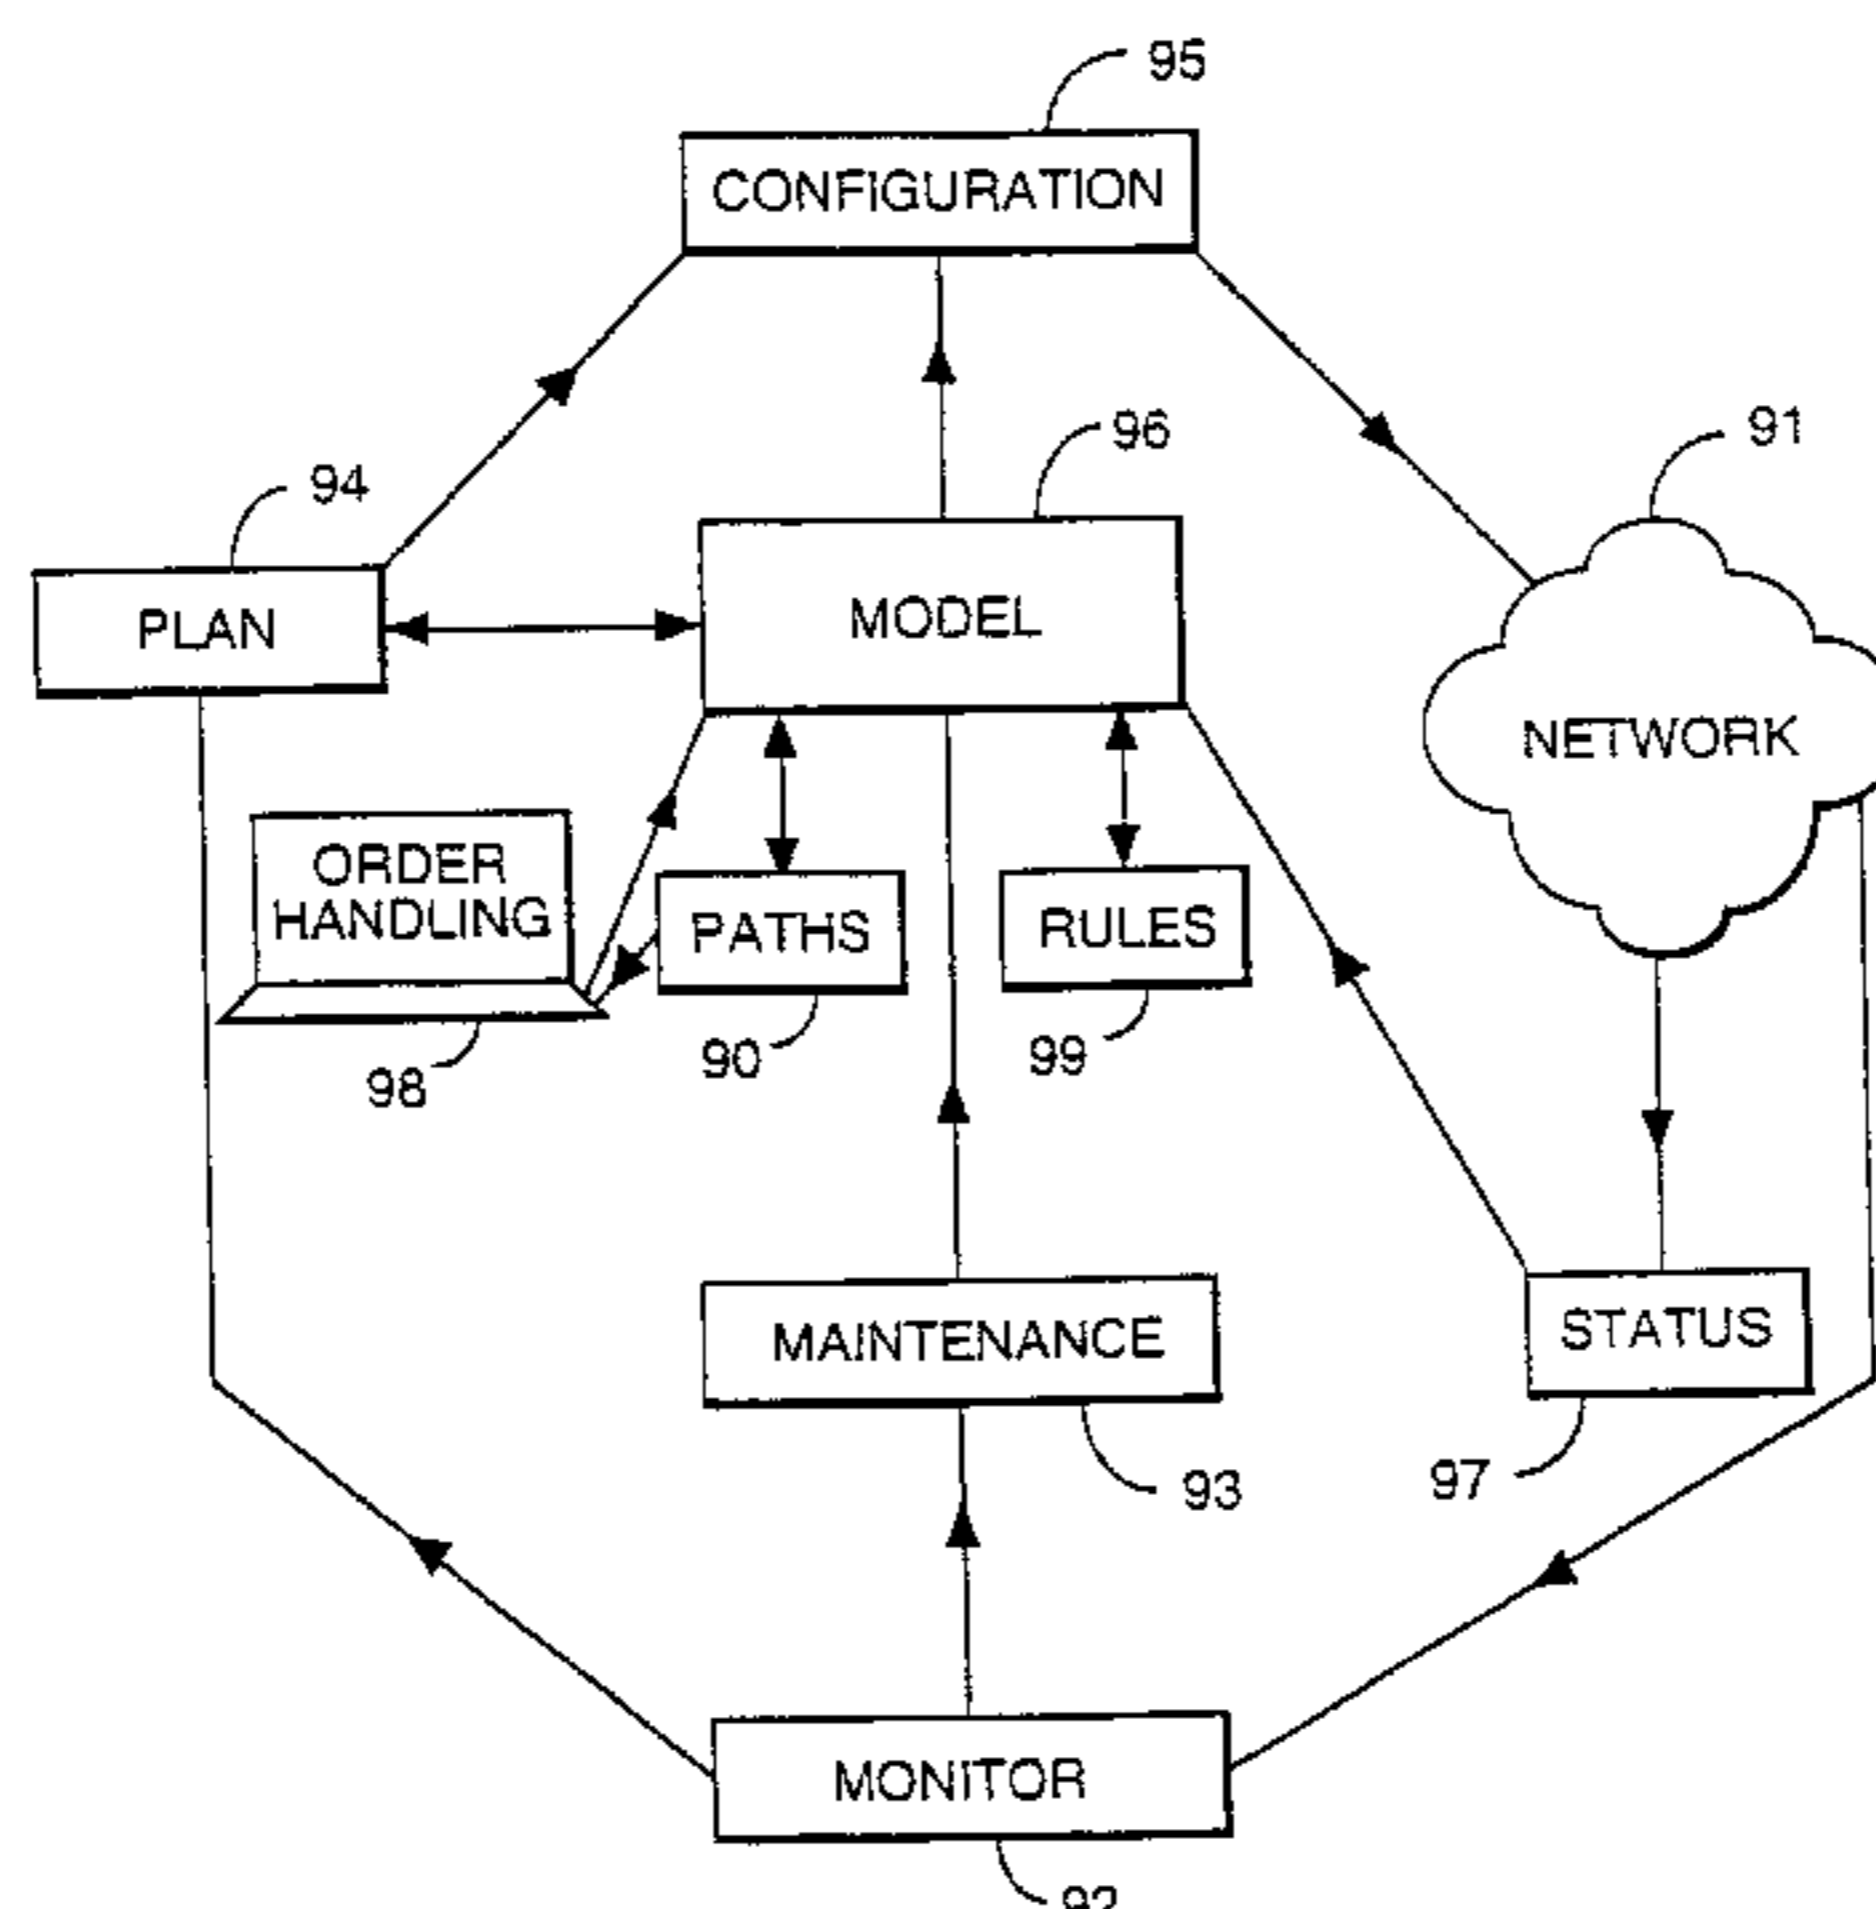 95
CONFIGURATION
96
91
94
PLAN
MODEL
NETWORK
ORDER
HANDLING
PATHS
RULES
98
90
99
MAINTENANCE
STATUS
93
97
MONITOR